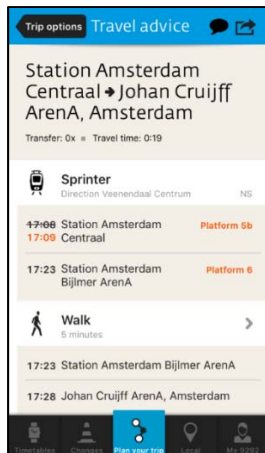 Trip options Travel advice
Station Amsterdam
Centraal → Johan Cruijff
ArenA, Amsterdam
Transfer: 0x = Travel time: 0:19
Sprinter
Direction Veenendaal Centrum NS
17:08 Station Amsterdam Platform 5b
17:09 Centraal
17:23 Station Amsterdam Platform 6
Bijlmer ArenA
Walk
5 minutes
17:23 Station Amsterdam Bijlmer ArenA
17:28 Johan Cruijff ArenA, Amsterdam
Timetables Changes Plan your trip Local My 9292